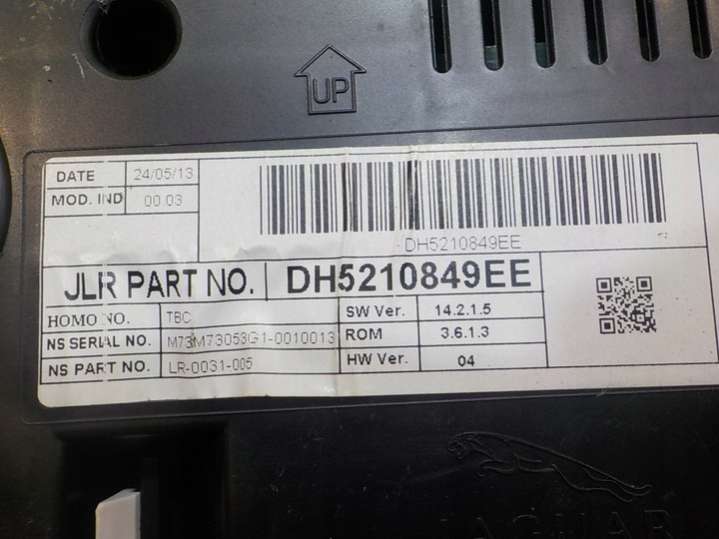 UP
DATE 24/05/13
MOD. IND 00.03
DH5210849EE
JLR PART NO. DH5210849EE
HOMO NO. TBC SW Ver. 14.2.1.5
NS SERIAL NO. M73M73053G1-0010013 ROM 3.6.1.3
NS PART NO. LR-0031-005 HW Ver. 04
JAGUAR